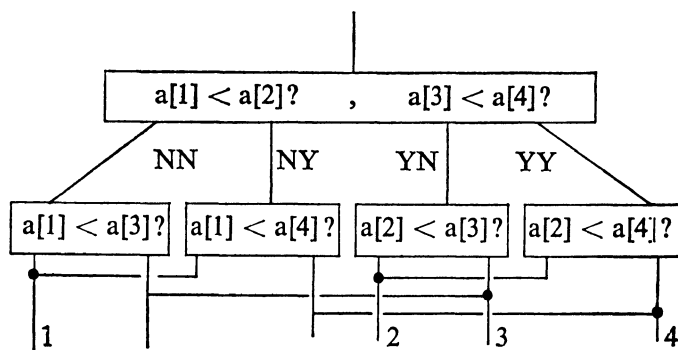 a[1] < a[2]? , a[3] < a[4]?
NN NY YN YY
a[1] < a[3]? a[1] < a[4]? a[2] < a[3]? a[2] < a[4]?
1 2 3 4